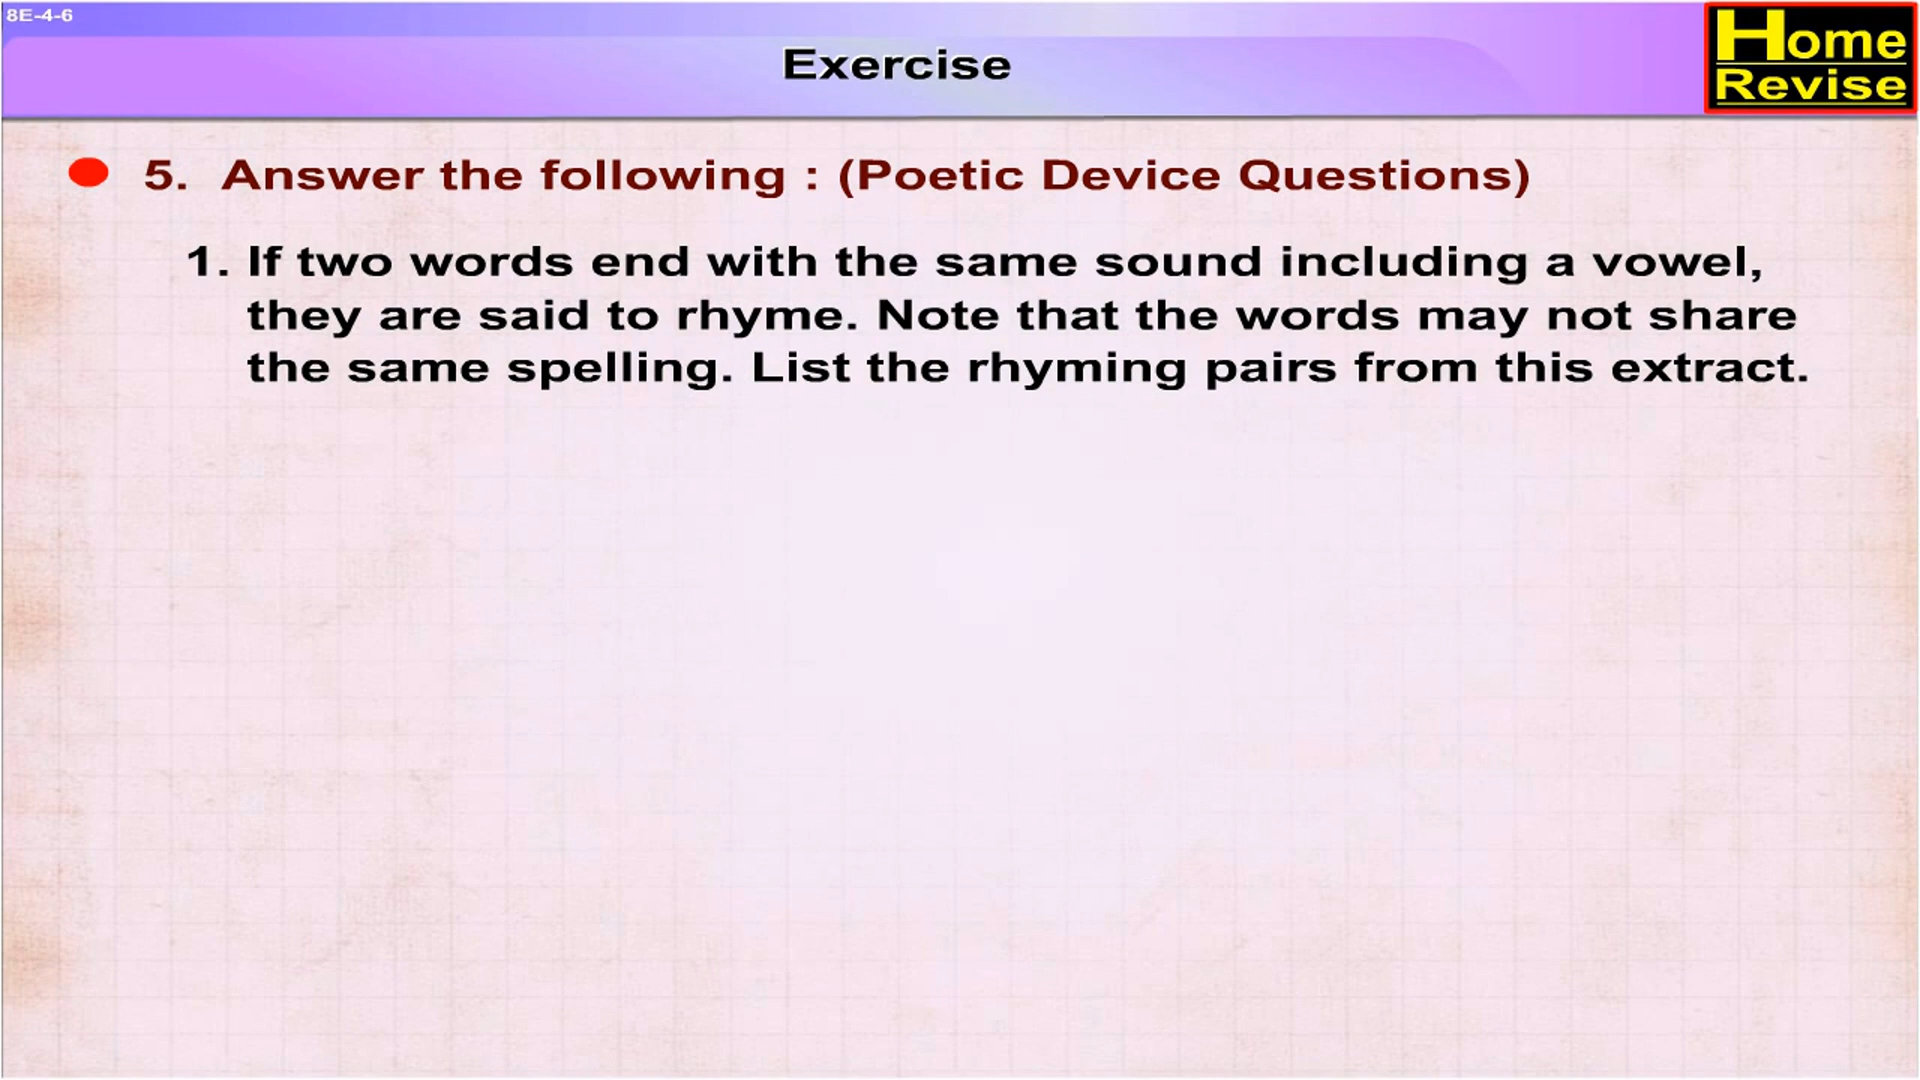 8E-4-6
Exercise
Home
Revise
5. Answer the following : (Poetic Device Questions)
1. If two words end with the same sound including a vowel,
they are said to rhyme. Note that the words may not share
the same spelling. List the rhyming pairs from this extract.